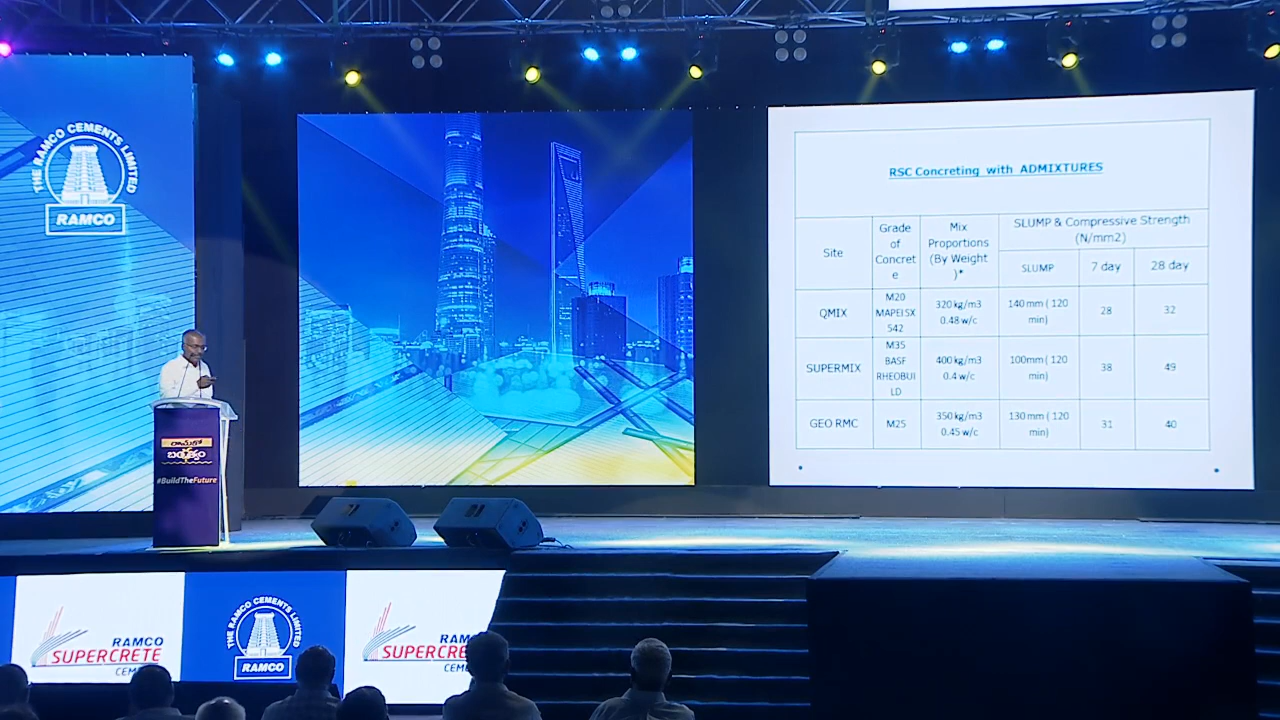 THE RAMCO CEMENTS LIMITED
RAMCO
RSC Concreting with ADMIXTURES
Site
Grade
of
Concret
e
Mix
Proportions
(By Weight
)*
SLUMP & Compressive Strength
(N/mm2)
SLUMP
7 day
28 day
QMIX
M20
MAPEI SX
542
320 kg/m3
0.48 w/c
140 mm ( 120
min)
28
32
SUPERMIX
M35
BASF
RHEOBUI
LD
400 kg/m3
0.4 w/c
100mm ( 120
min)
38
49
GEO RMC
M25
350 kg/m3
0.45 w/c
130 mm ( 120
min)
31
40
రామ్‌కో
#BuildTheFuture
RAMCO
SUPERCRETE
CEM
THE RAMCO CEMENTS LIMITED
RAMCO
RAM
SUPERCRE
CEM